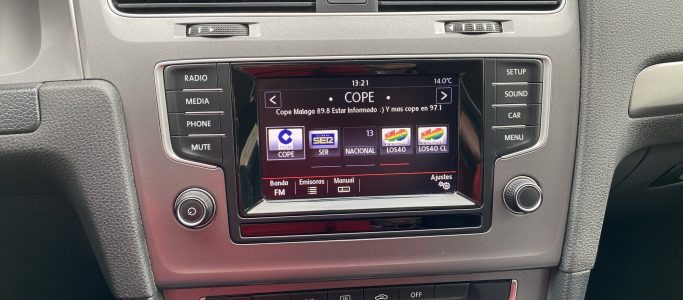 13:21 14.0°C
RADIO SETUP
• COPE •
MEDIA SOUND
Cope Malaga 89.8 Estar Informado :) Y mas cope en 97.1
PHONE CAR
13
SER
MUTE MENU
COPE SER NACIONAL LOS40 LOS40 CL
Banda Emisoras Manual Ajustes
FM
OFF